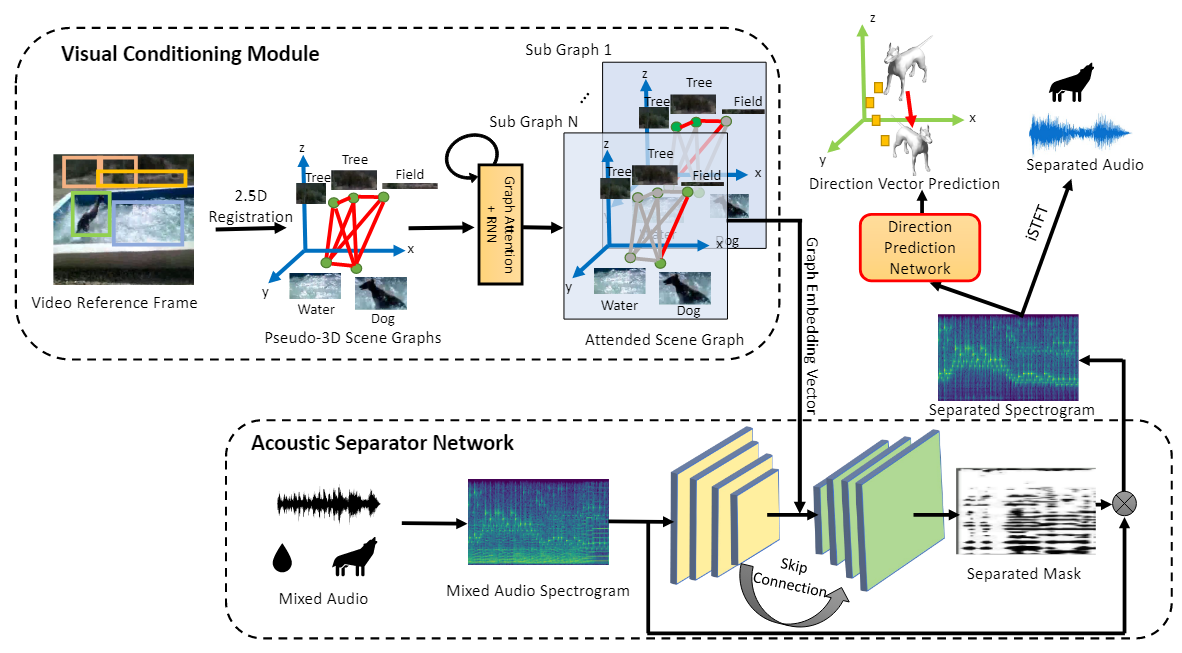 Visual Conditioning Module
Video Reference Frame
2.5D
Registration
z
Tree
Tree
Field
x
y
Water
Dog
Pseudo-3D Scene Graphs
Graph Attention
+ RNN
Sub Graph 1
...
z
Tree
Tree
Field
x
Dog
Sub Graph N
z
Tree
Tree
Field
x
y
Water
Dog
Attended Scene Graph
Graph Embedding Vector
z
x
y
Direction Vector Prediction
Direction
Prediction
Network
Separated Audio
iSTFT
Separated Spectrogram
Acoustic Separator Network
Mixed Audio
Mixed Audio Spectrogram
Skip
Connection
Separated Mask